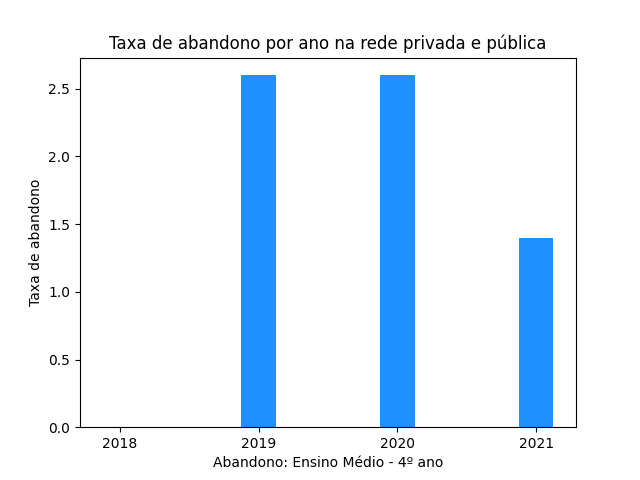 Taxa de abandono por ano na rede privada e pública
Taxa de abandono
2.5
2.0
1.5
1.0
0.5
0.0
2018 2019 2020 2021
Abandono: Ensino Médio - 4º ano